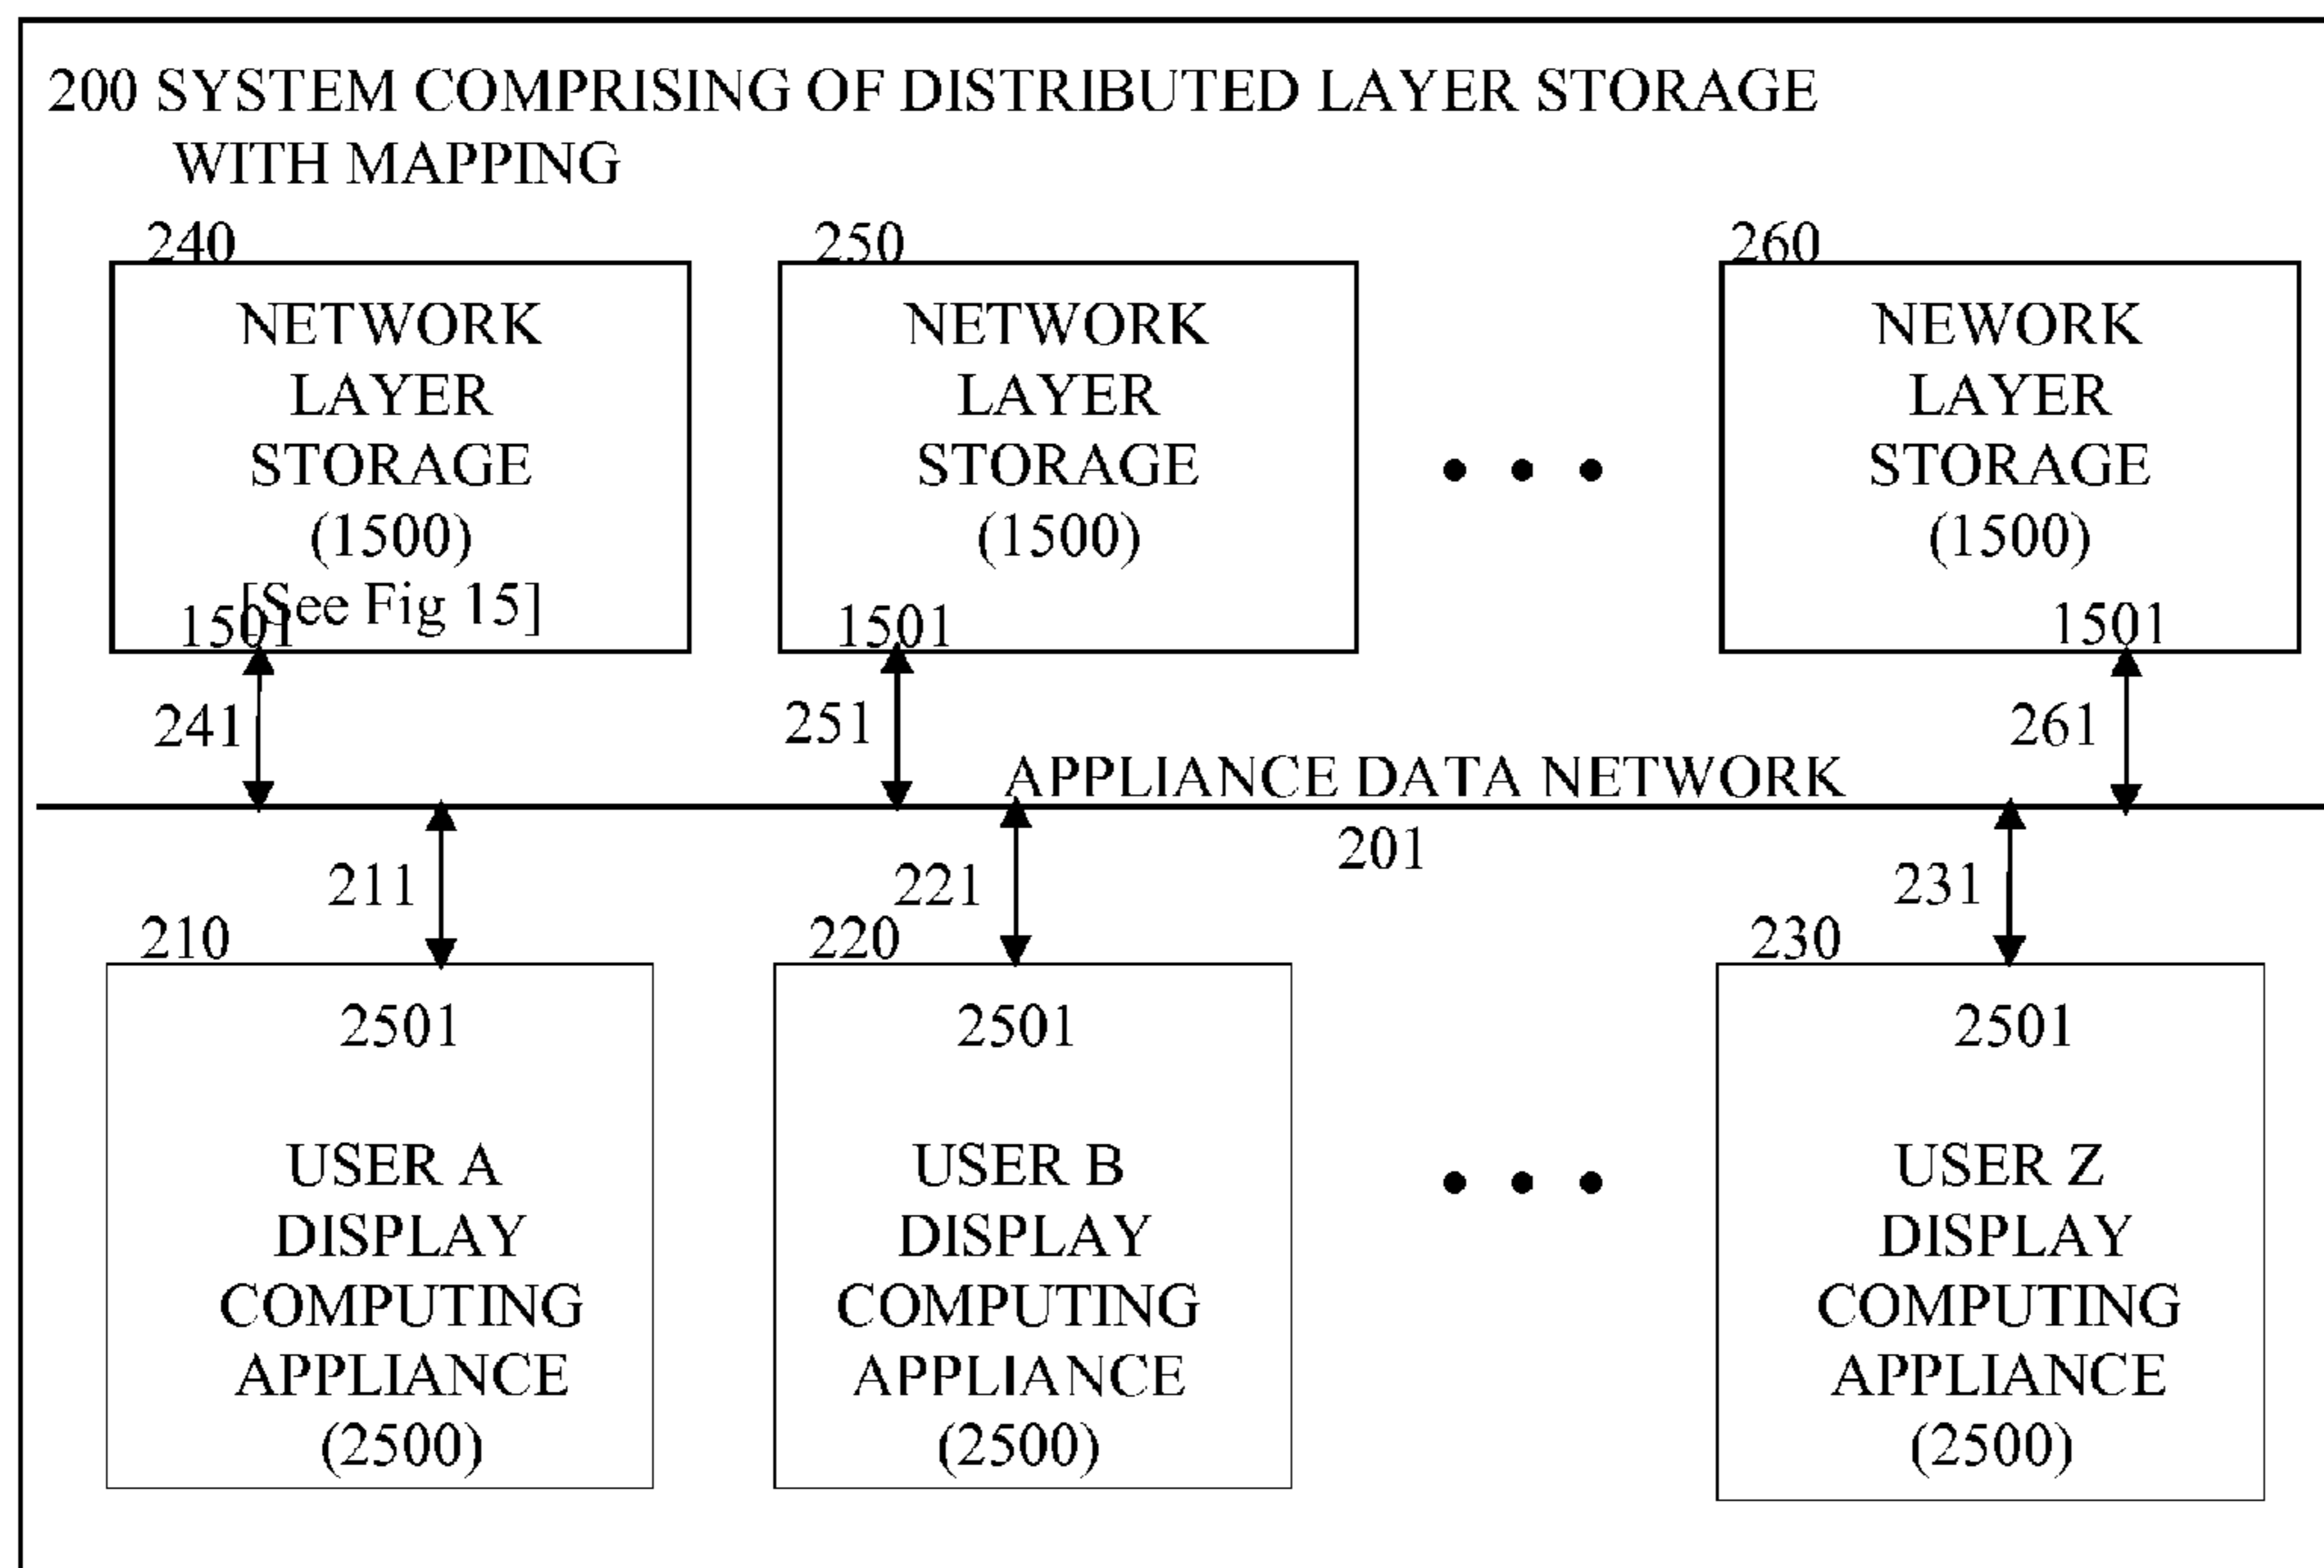 200 SYSTEM COMPRISING OF DISTRIBUTED LAYER STORAGE
WITH MAPPING
240
NETWORK
LAYER
STORAGE
(1500)
[See Fig 15]
1501
250
NETWORK
LAYER
STORAGE
(1500)
1501
260
NEWORK
LAYER
STORAGE
(1500)
1501
241
251
261
APPLIANCE DATA NETWORK
201
211
221
231
210
2501
USER A
DISPLAY
COMPUTING
APPLIANCE
(2500)
220
2501
USER B
DISPLAY
COMPUTING
APPLIANCE
(2500)
230
2501
USER Z
DISPLAY
COMPUTING
APPLIANCE
(2500)